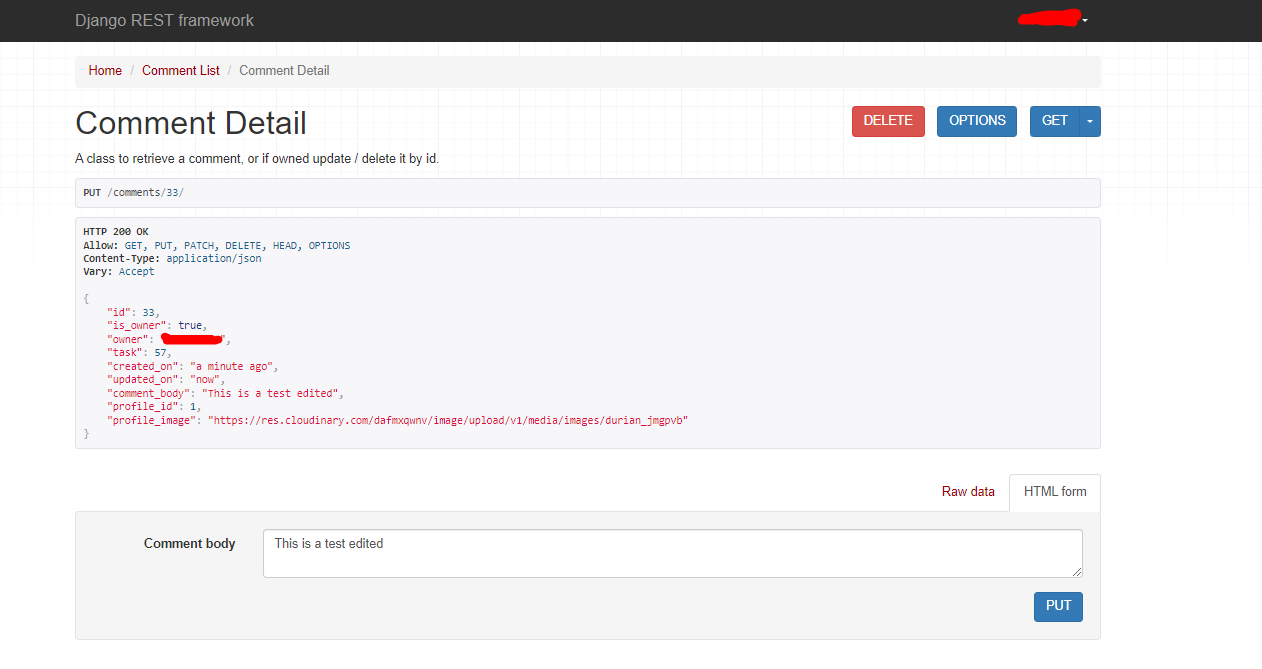 Django REST framework
Home / Comment List / Comment Detail
Comment Detail
DELETE OPTIONS GET
A class to retrieve a comment, or if owned update / delete it by id.
PUT /comments/33/
HTTP 200 OK
Allow: GET, PUT, PATCH, DELETE, HEAD, OPTIONS
Content-Type: application/json
Vary: Accept
{
"id": 33,
"is_owner": true,
"owner": ",
"task": 57,
"created_on": "a minute ago",
"updated_on": "now",
"comment_body": "This is a test edited",
"profile_id": 1,
"profile_image": "https://res.cloudinary.com/dafmxqwnv/image/upload/v1/media/images/durian_jmgpvb"
}
Raw data HTML form
Comment body This is a test edited
PUT